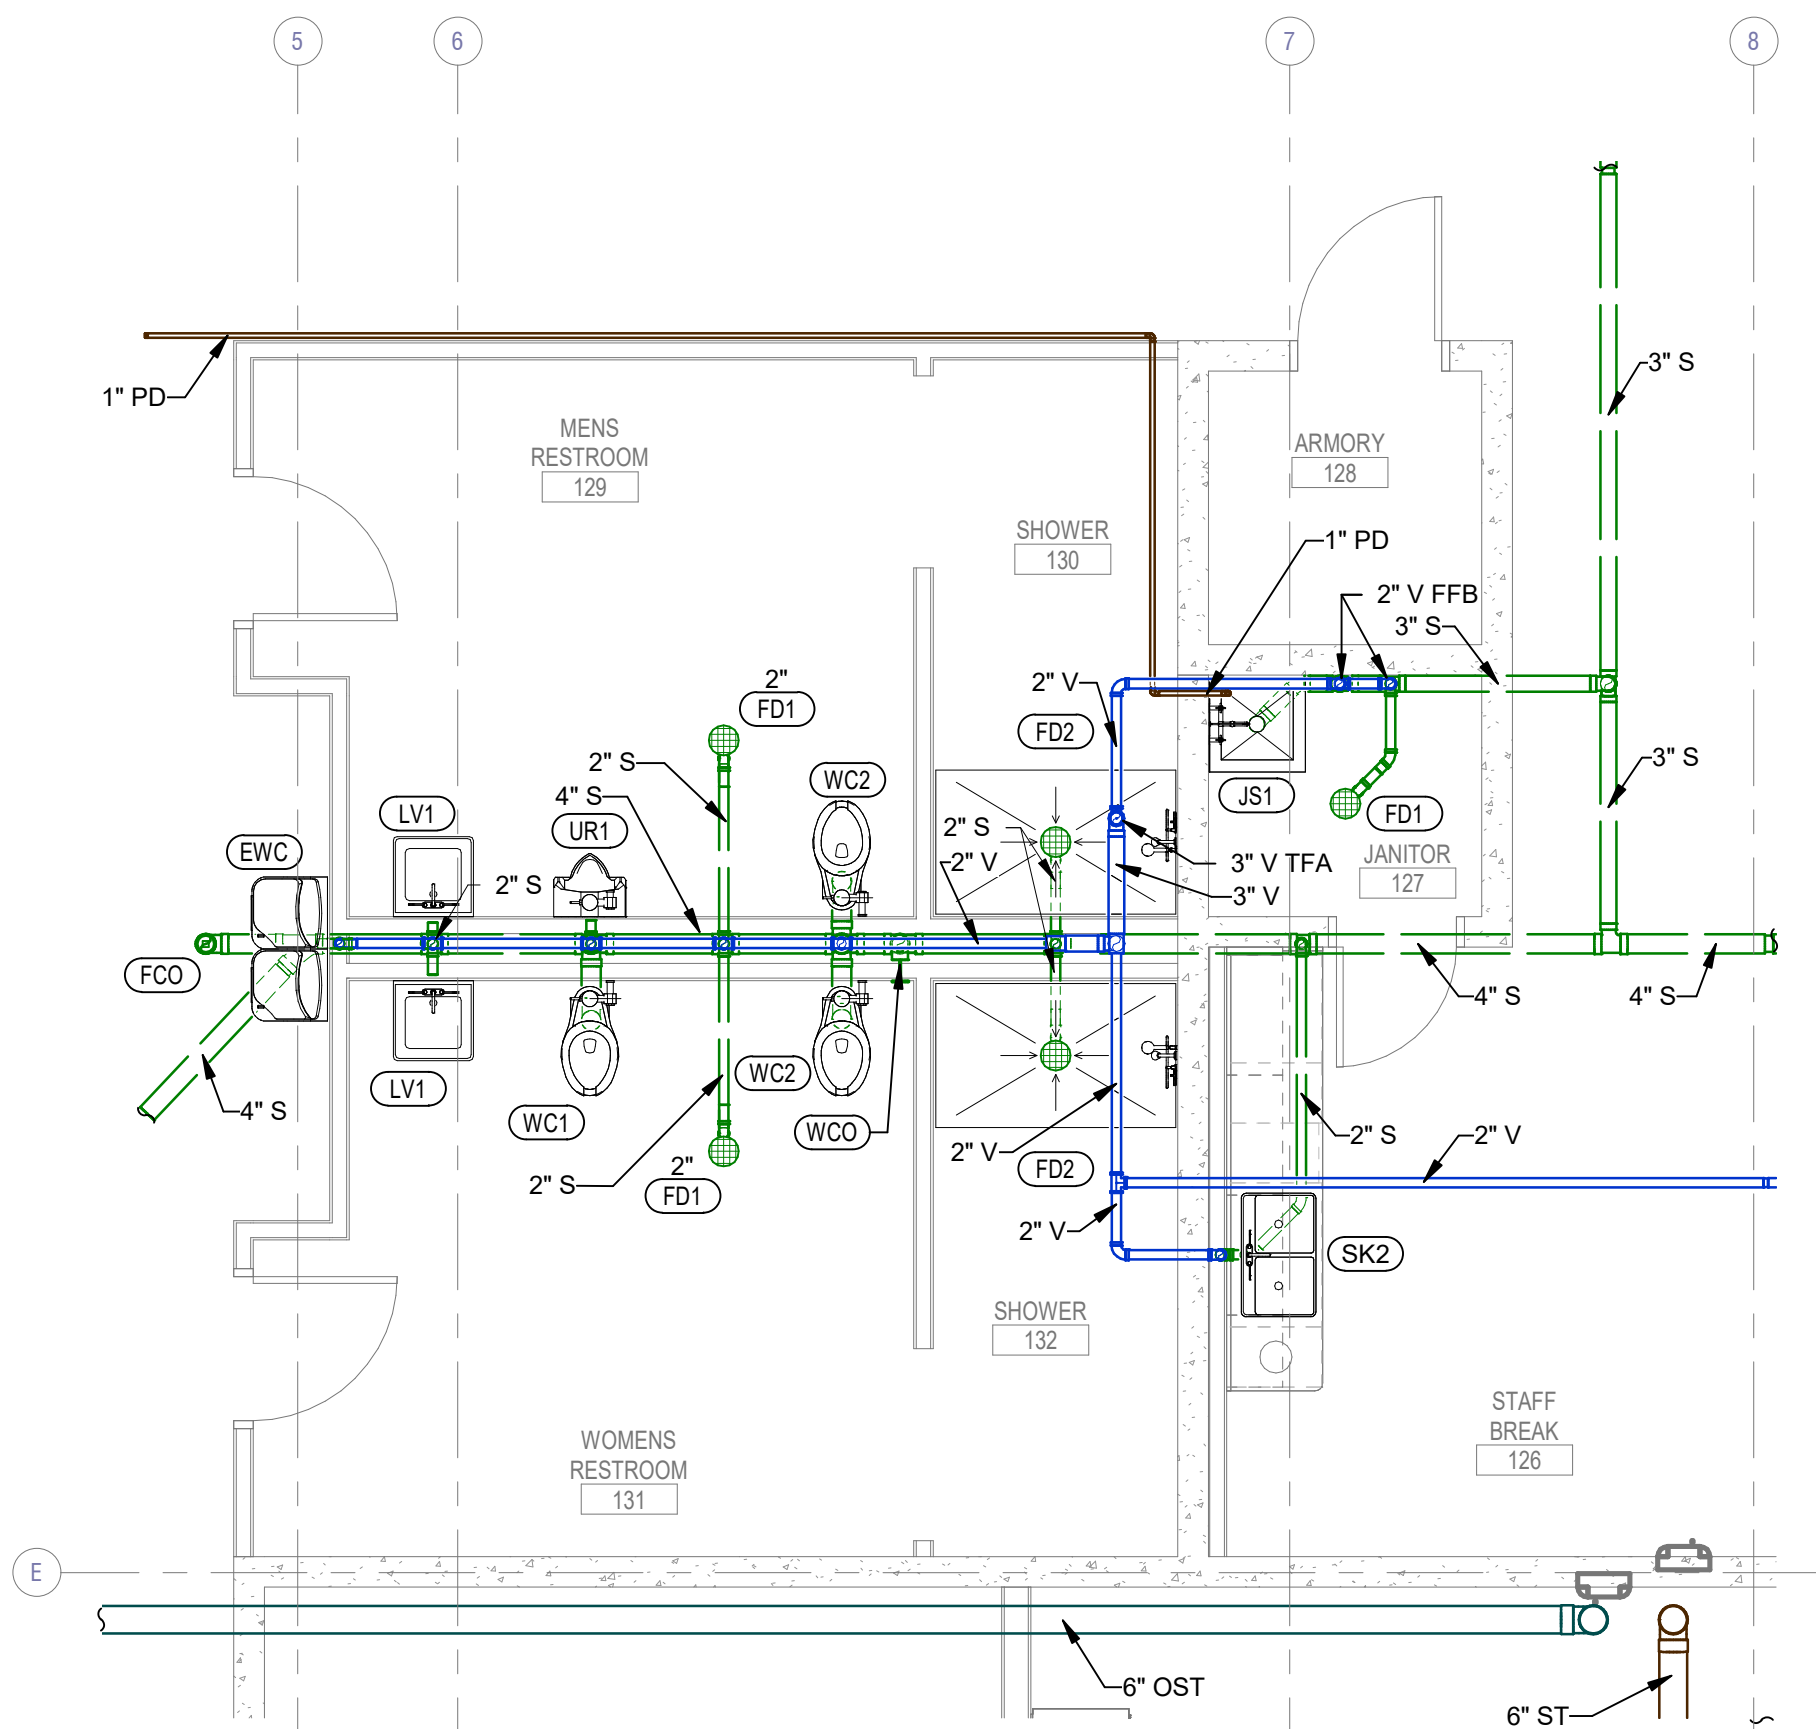 5
6
7
8
3" S
1" PD
MENS
RESTROOM
129
ARMORY
128
SHOWER
130
1" PD
2" V FFB
3" S
2"
FD1
2" V
FD2
2" S
4" S
WC2
3" S
JS1
LV1
UR1
FD1
2" S
EWC
2" V
3" V TFA
JANITOR
127
3" V
2" S
FCO
4" S
4" S
WC2
LV1
4" S
WC1
WCO
2" S
2" V
2" V
2" S
2"
FD1
FD2
2" V
SK2
SHOWER
132
STAFF
BREAK
126
WOMENS
RESTROOM
131
E
6" OST
6" ST